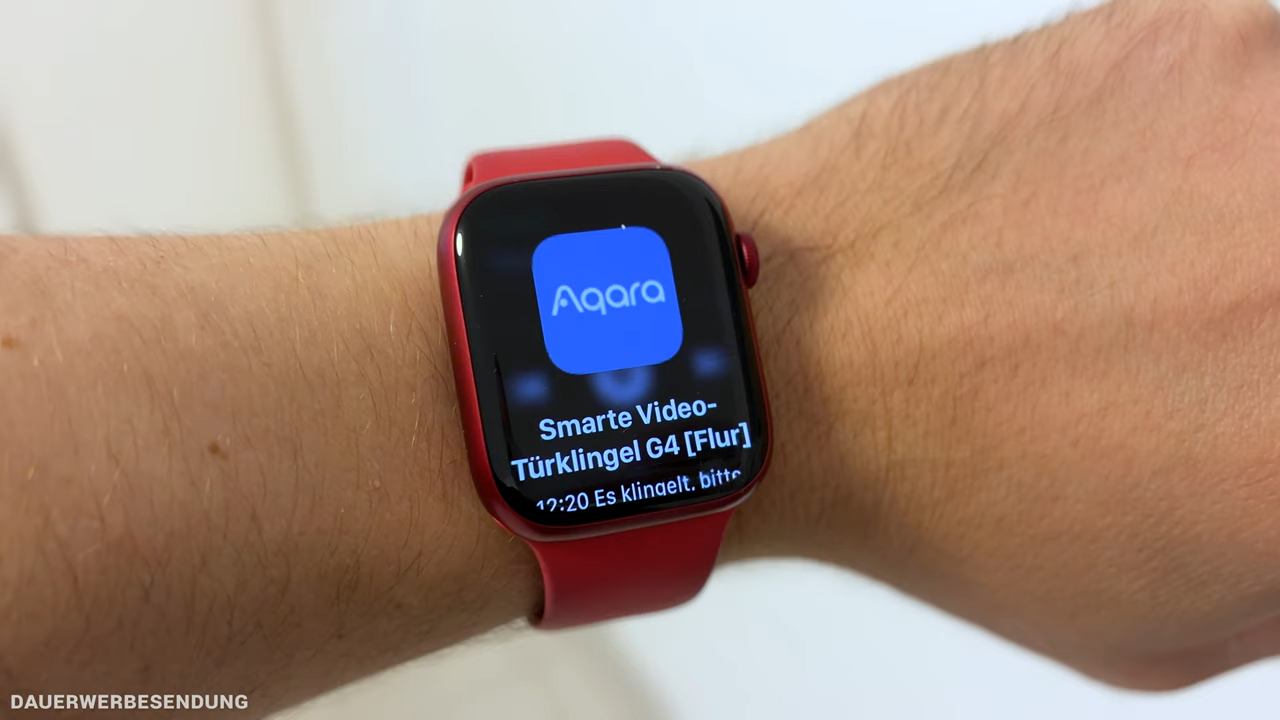 Aqara
Smarte Video-
Türklingel G4 [Flur]
12:20 Es klingelt, bitte
DAUERWERBESENDUNG